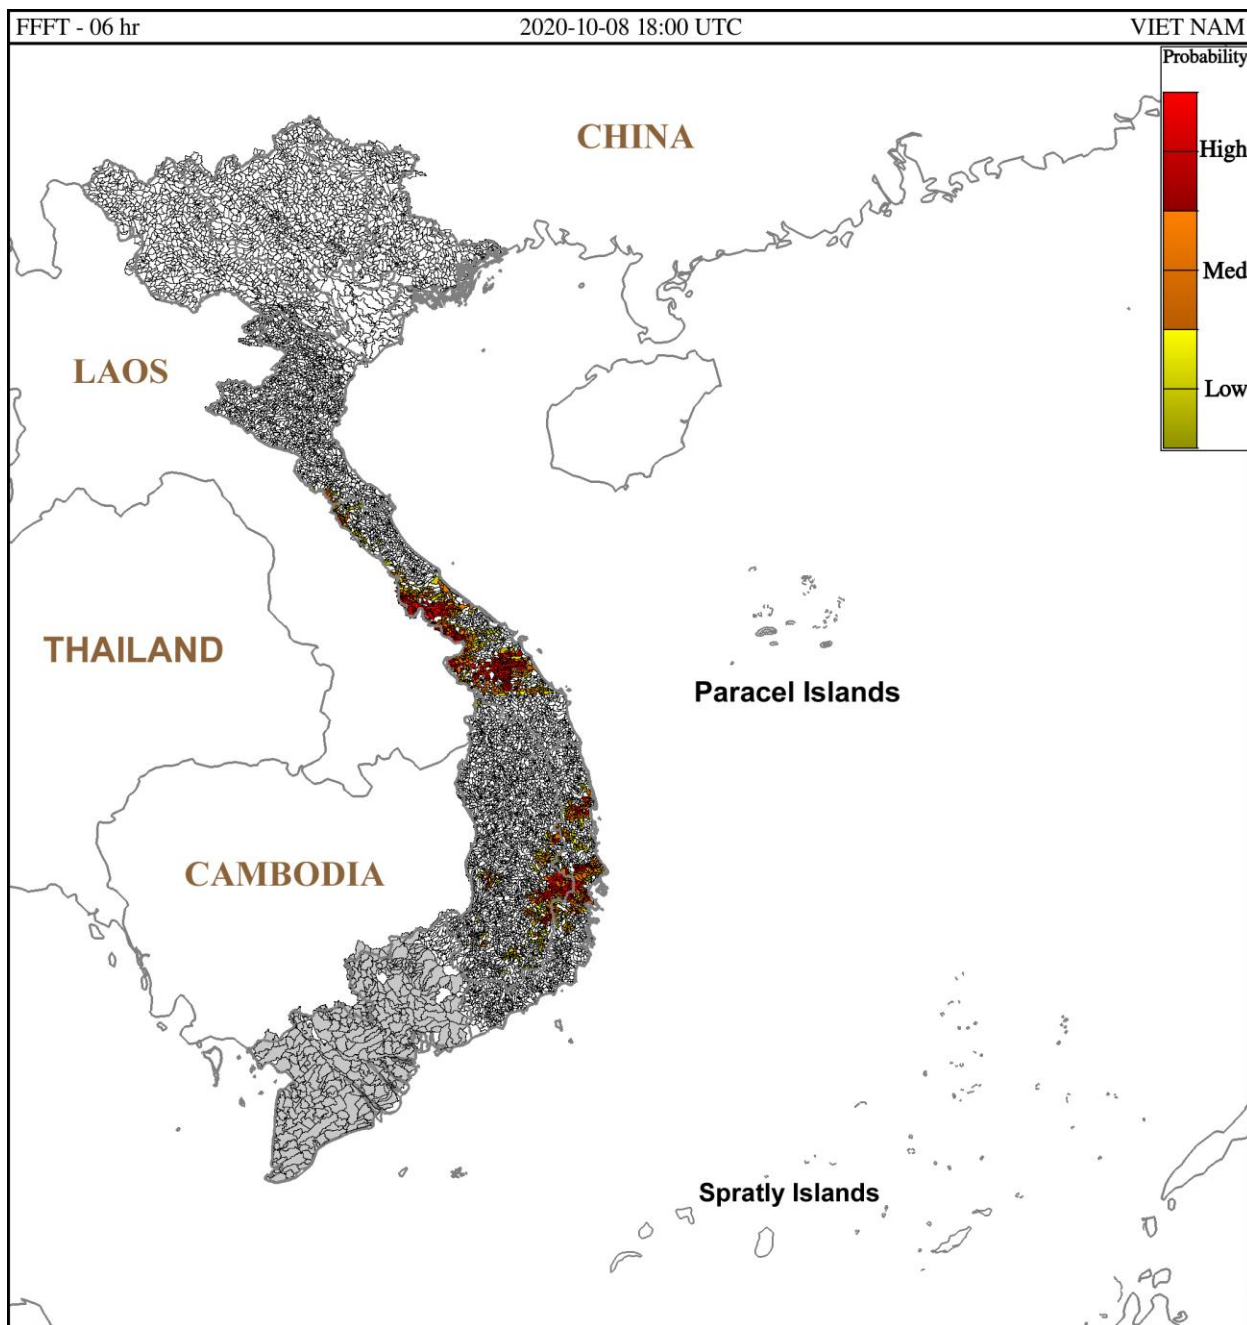 FFFT - 06 hr 2020-10-08 18:00 UTC VIET NAM
Probability
CHINA
High
Med
LAOS
Low
THAILAND
Paracel Islands
CAMBODIA
Spratly Islands